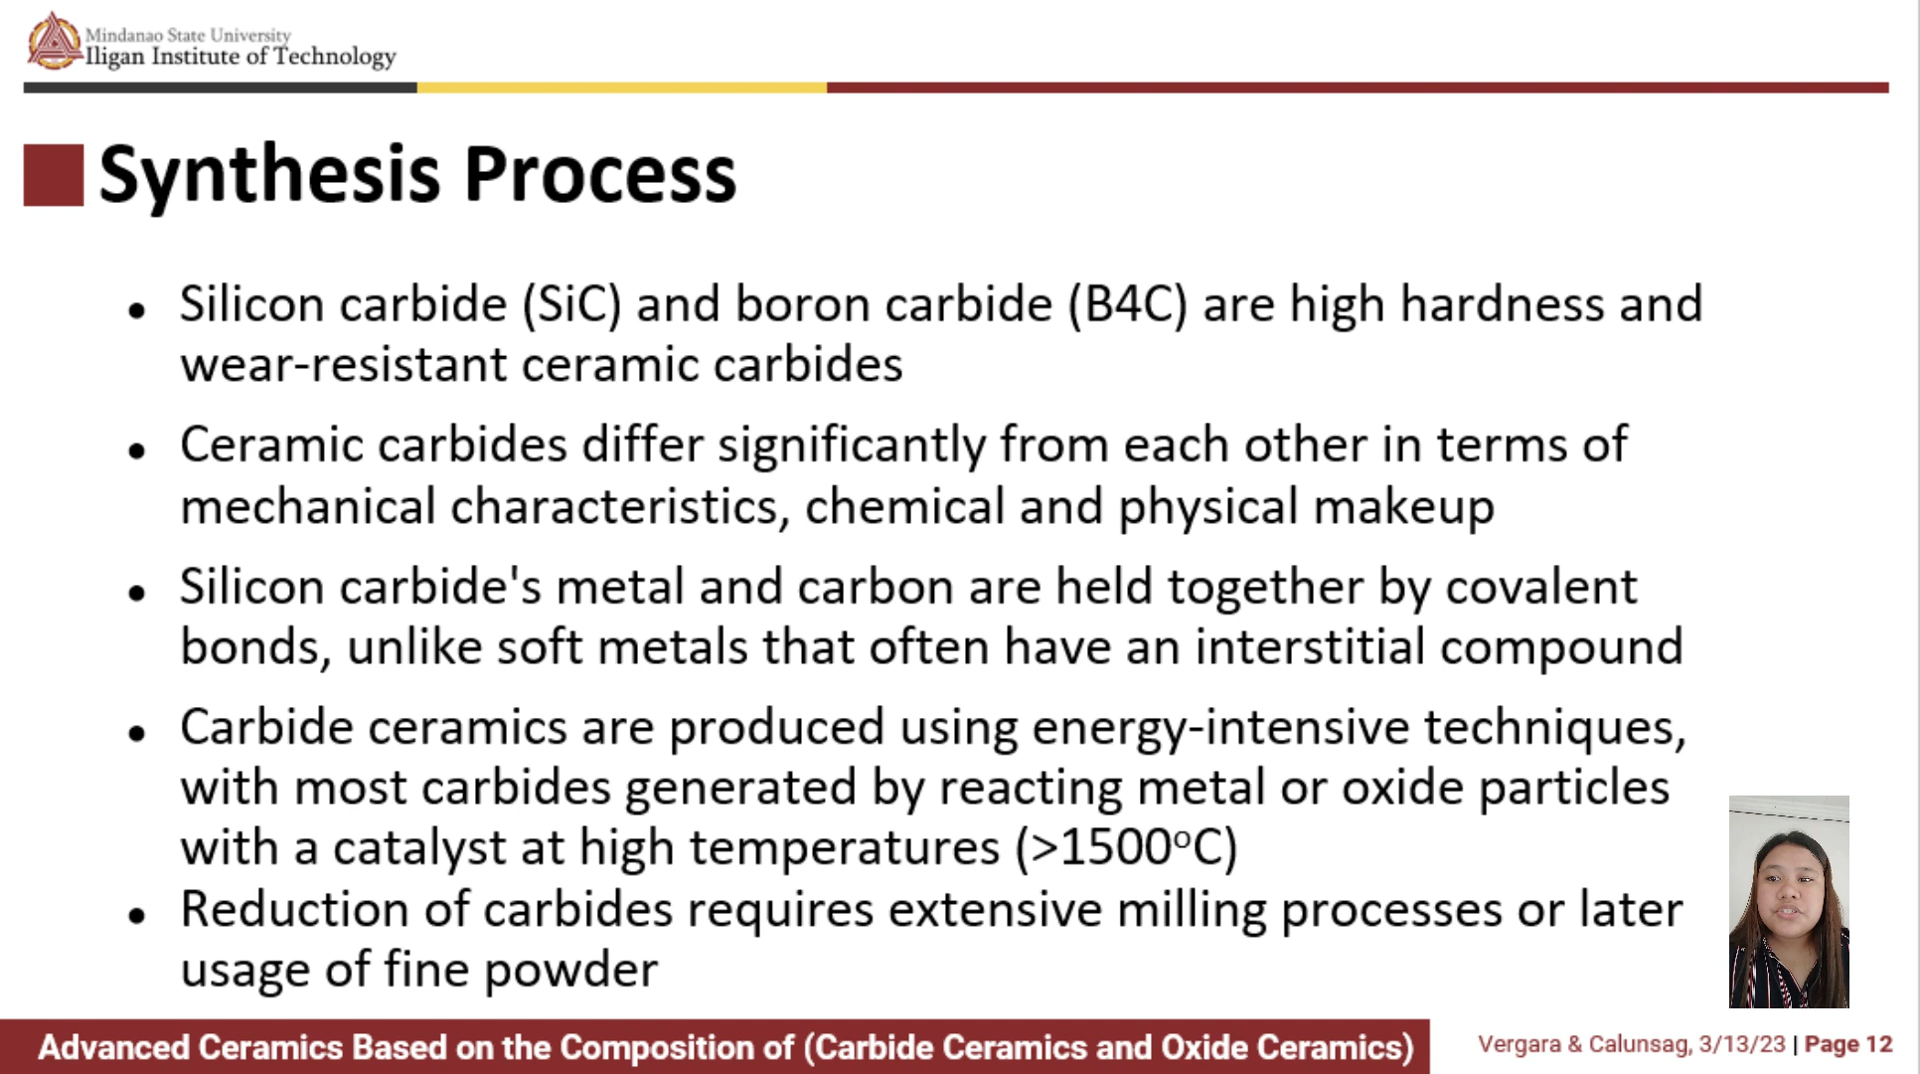 Mindanao State University
Iligan Institute of Technology
Synthesis Process
• Silicon carbide (SiC) and boron carbide (B4C) are high hardness and
wear-resistant ceramic carbides
• Ceramic carbides differ significantly from each other in terms of
mechanical characteristics, chemical and physical makeup
• Silicon carbide's metal and carbon are held together by covalent
bonds, unlike soft metals that often have an interstitial compound
• Carbide ceramics are produced using energy-intensive techniques,
with most carbides generated by reacting metal or oxide particles
with a catalyst at high temperatures (>1500°C)
• Reduction of carbides requires extensive milling processes or later
usage of fine powder
Advanced Ceramics Based on the Composition of (Carbide Ceramics and Oxide Ceramics)
Vergara & Calunsag, 3/13/23 | Page 12